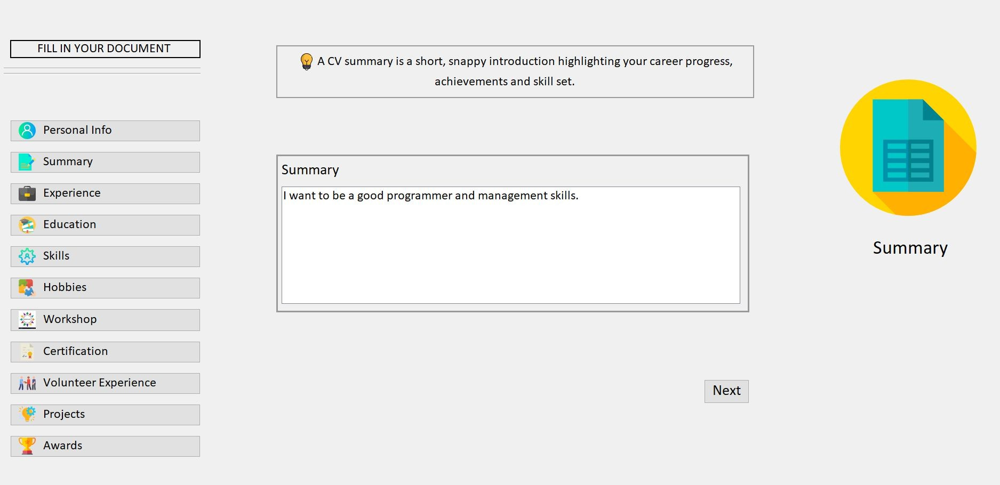 FILL IN YOUR DOCUMENT
Personal Info
Summary
Experience
Education
Skills
Hobbies
Workshop
Certification
Volunteer Experience
Projects
Awards
A CV summary is a short, snappy introduction highlighting your career progress,
achievements and skill set.
Summary
I want to be a good programmer and management skills.
Next
Summary